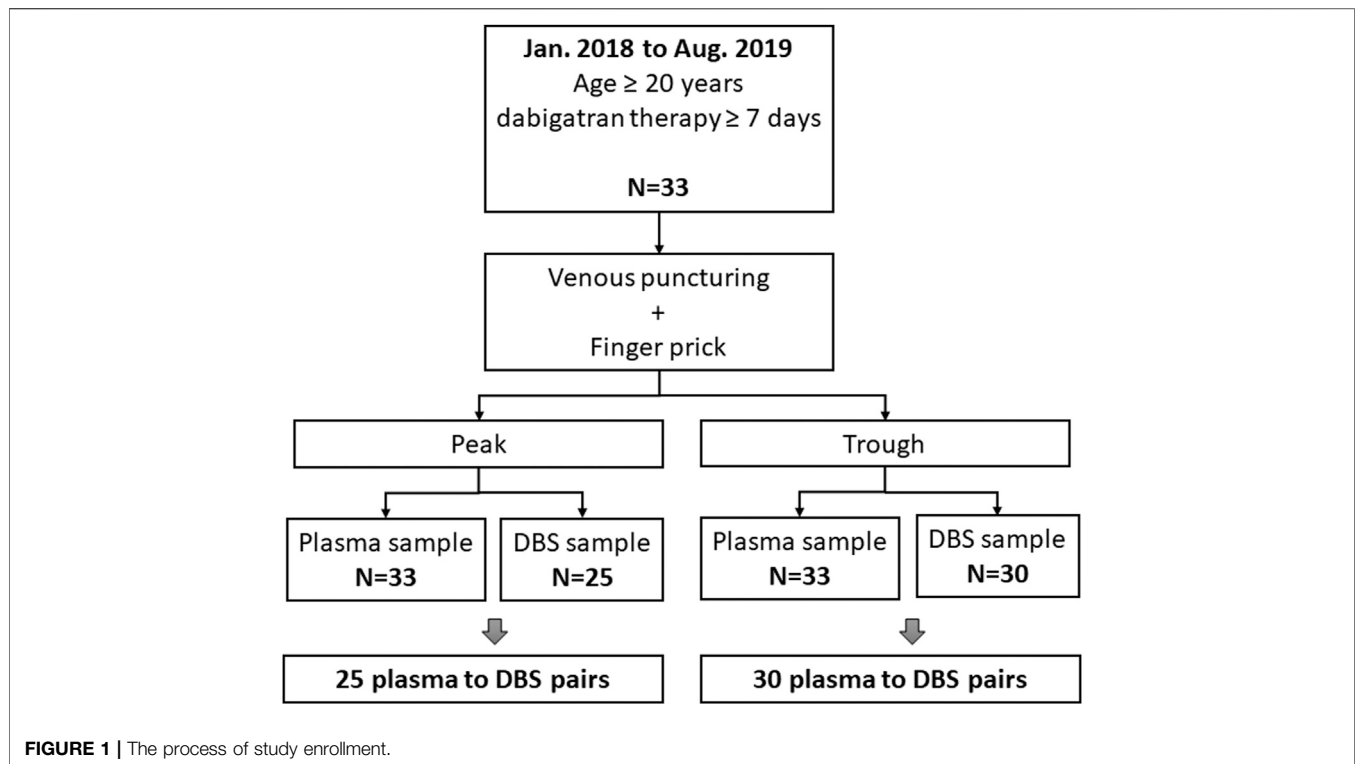 Jan. 2018 to Aug. 2019
Age ≥ 20 years
dabigatran therapy ≥ 7 days
N=33
Venous puncturing
+
Finger prick
Peak
Trough
Plasma sample
N=33
DBS sample
N=25
Plasma sample
N=33
DBS sample
N=30
25 plasma to DBS pairs
30 plasma to DBS pairs
FIGURE 1 | The process of study enrollment.